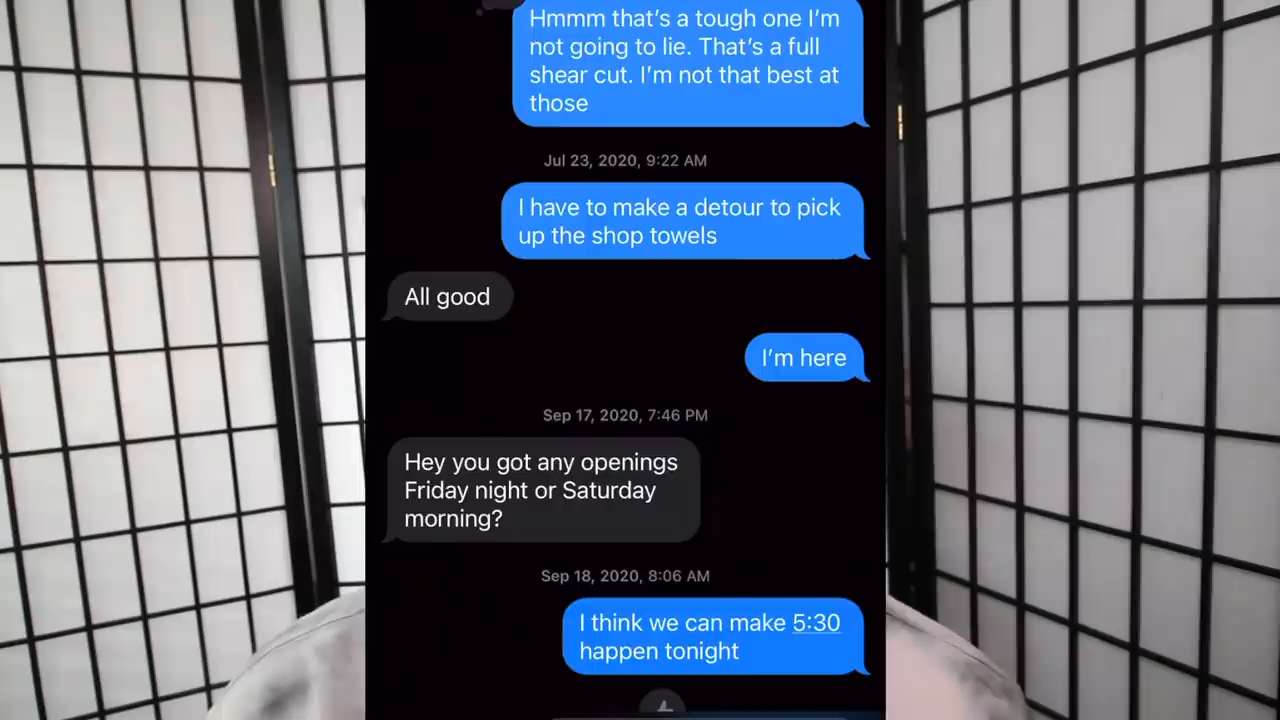 Hmmm that's a tough one I'm
not going to lie. That's a full
shear cut. I'm not that best at
those
Jul 23, 2020, 9:22 AM
I have to make a detour to pick
up the shop towels
All good
I'm here
Sep 17, 2020, 7:46 PM
Hey you got any openings
Friday night or Saturday
morning?
Sep 18, 2020, 8:06 AM
I think we can make 5:30
happen tonight